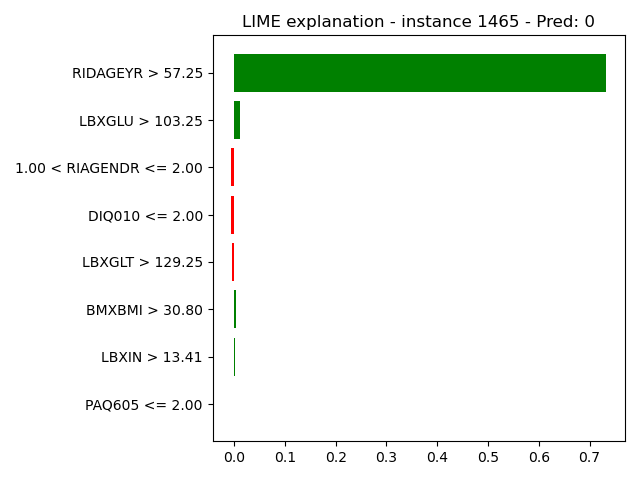 LIME explanation - instance 1465 - Pred: 0
RIDAGEYR > 57.25
LBXGLU > 103.25
1.00 < RIAGENDR <= 2.00
DIQ010 <= 2.00
LBXGLT > 129.25
BMXBMI > 30.80
LBXIN > 13.41
PAQ605 <= 2.00
0.0 0.1 0.2 0.3 0.4 0.5 0.6 0.7